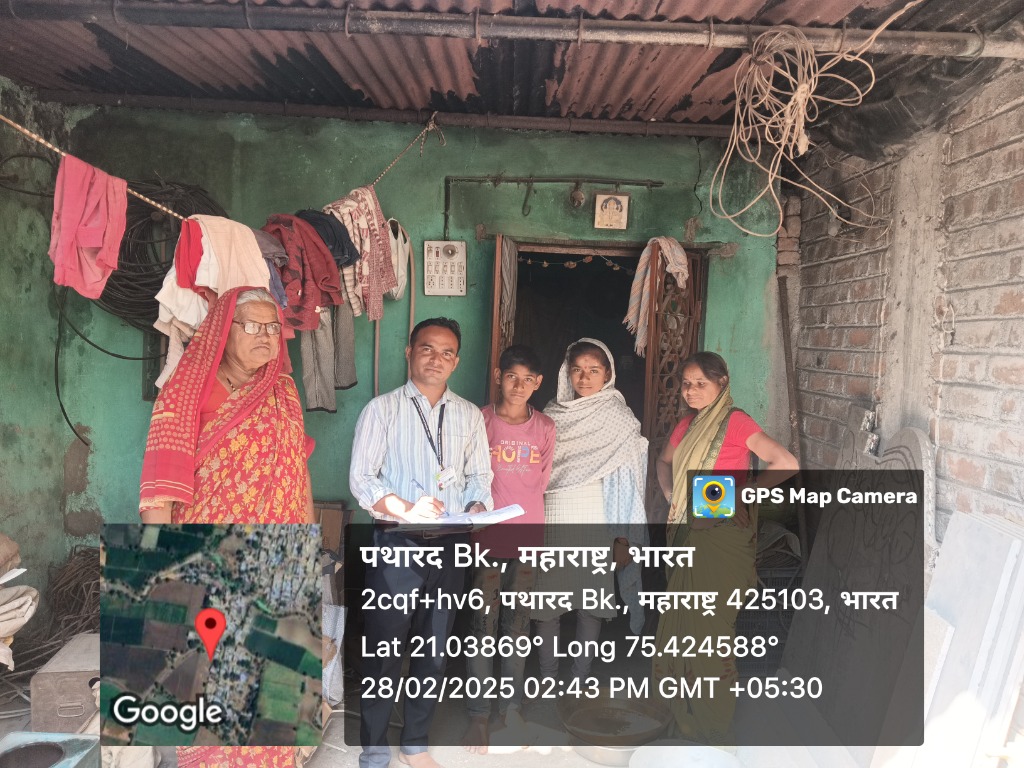 ORIGINAL
HOPE
GPS Map Camera
पथारद Bk., महाराष्ट्र, भारत
2cqf+hv6, पथारद Bk., महाराष्ट्र 425103, भारत
Lat 21.03869° Long 75.424588°
28/02/2025 02:43 PM GMT +05:30
Google